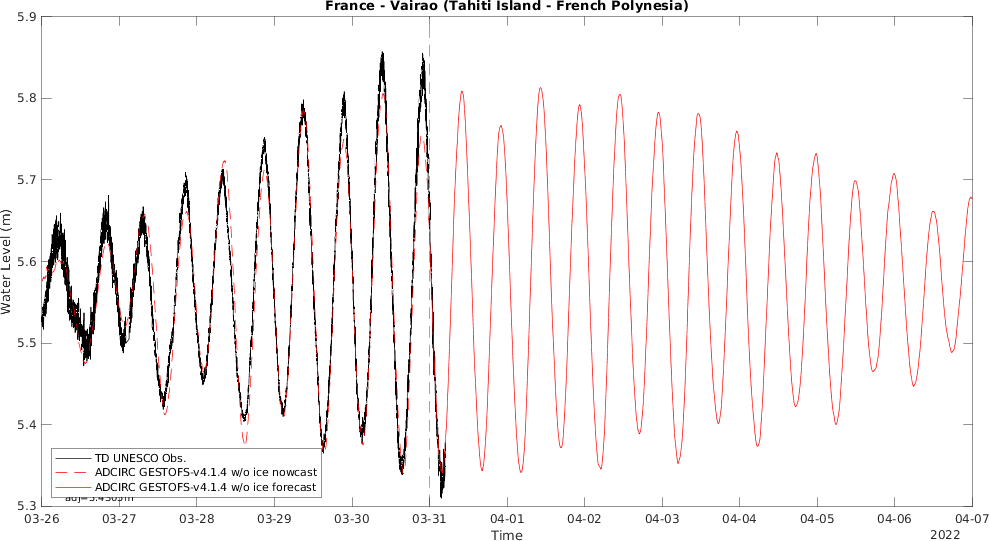 France - Vairao (Tahiti Island - French Polynesia)
5.9
5.8
5.7
5.6
5.5
5.4
5.3
Water Level (m)
TD UNESCO Obs.
ADCIRC GESTOFS-v4.1.4 w/o ice nowcast
ADCIRC GESTOFS-v4.1.4 w/o ice forecast
03-26 03-27 03-28 03-29 03-30 03-31 04-01 04-02 04-03 04-04 04-05 04-06 04-07
Time
2022